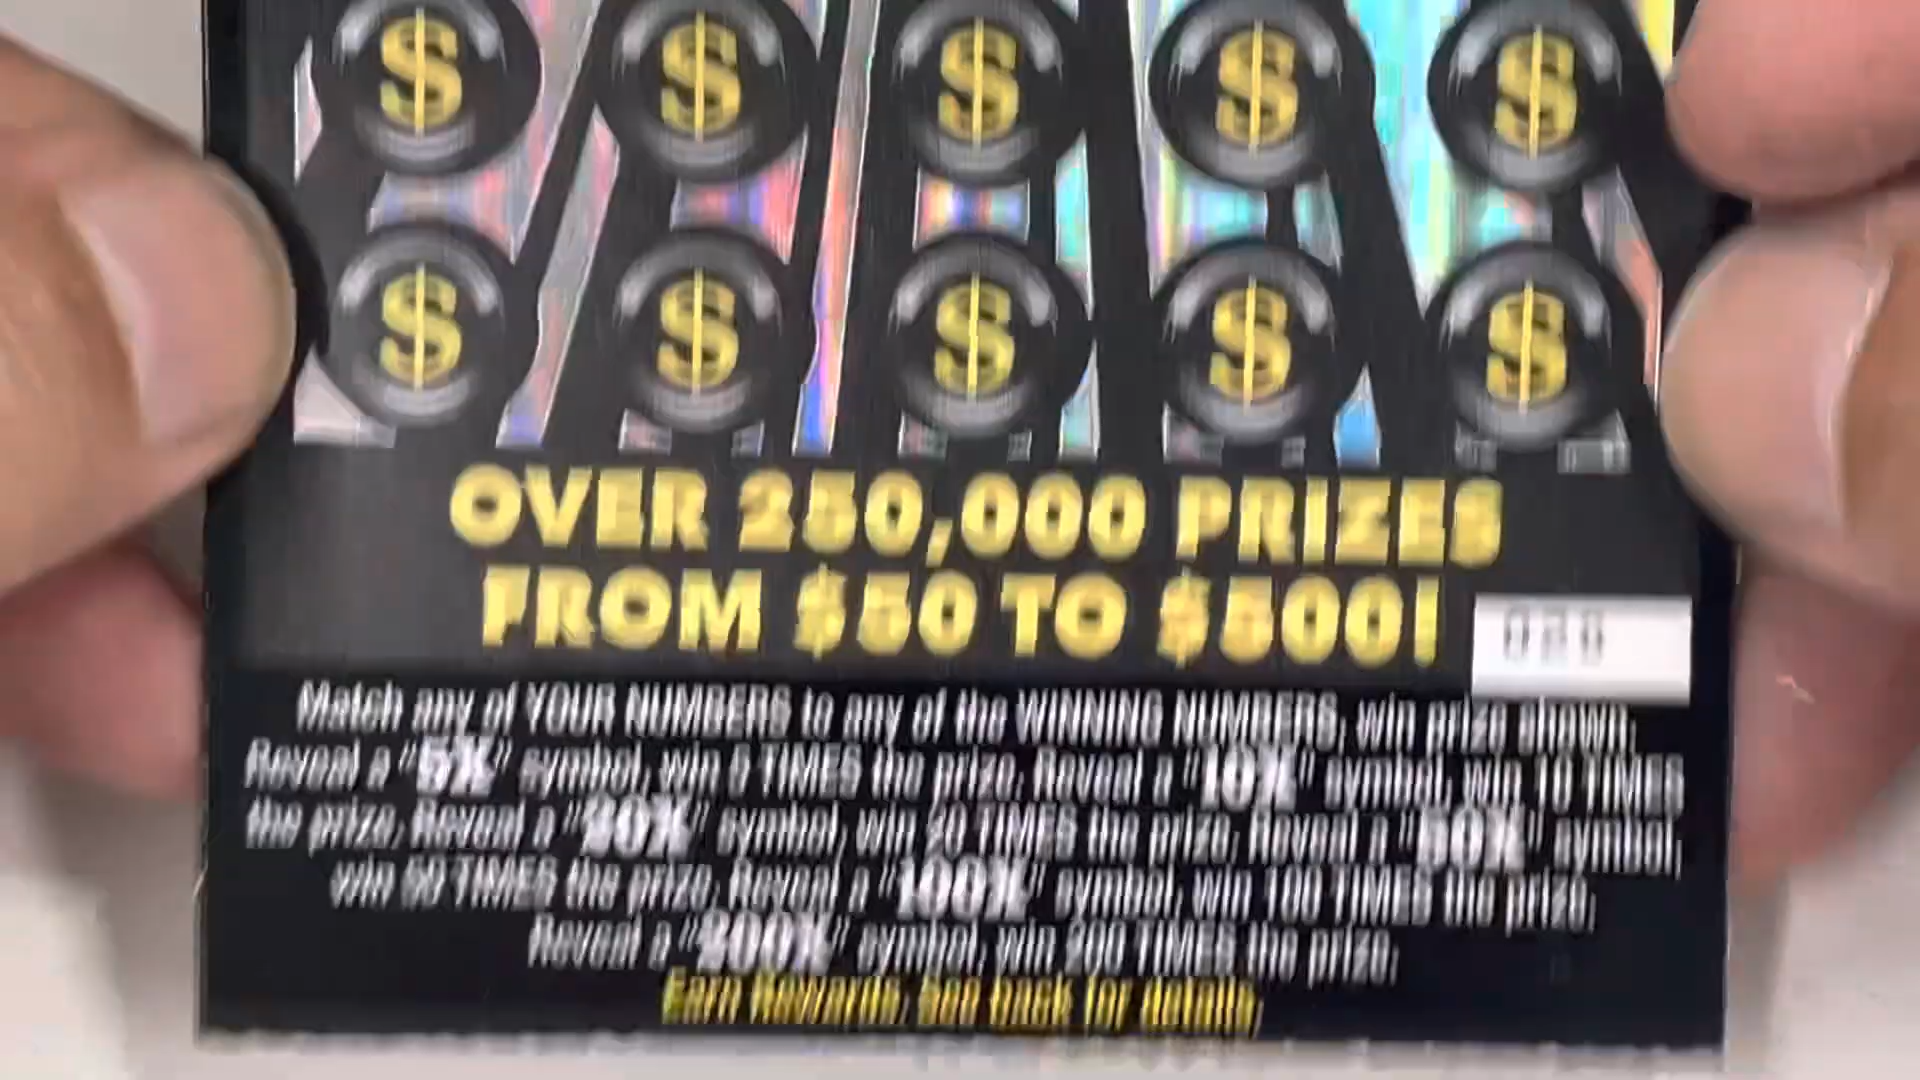 $ $ $ $ $
$ $ $ $ $
OVER 250,000 PRIZES
FROM $50 TO $500!
Match any of YOUR NUMBERS to any of the WINNING NUMBERS, win prize shown.
Reveal a "5X" symbol, win 5 TIMES the prize. Reveal a "10X" symbol, win 10 TIMES
the prize. Reveal a "20X" symbol, win 20 TIMES the prize. Reveal a "50X" symbol,
win 50 TIMES the prize. Reveal a "100X" symbol, win 100 TIMES the prize.
Reveal a "200X" symbol, win 200 TIMES the prize.
Earn Rewards, see back for details.